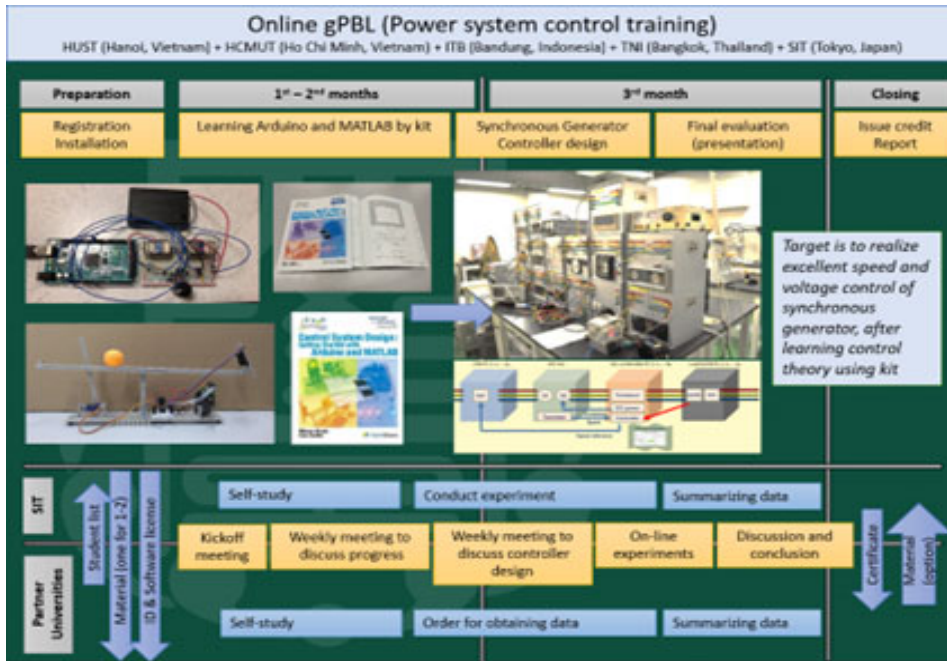 Online gPBL (Power system control training)
HUST (Hanoi, Vietnam) + HCMUT (Ho Chi Minh, Vietnam) + ITB (Bandung, Indonesia) + TNI (Bangkok, Thailand) + SIT (Tokyo, Japan)
Preparation
1st – 2nd months
3rd month
Closing
Registration
Installation
Learning Arduino and MATLAB by kit
Synchronous Generator
Controller design
Final evaluation
(presentation)
Issue credit
Report
Control System Design:
Arduino and MATLAB
Target is to realize
excellent speed and
voltage control of
synchronous
generator, after
learning control
theory using kit
SIT
Partner
Universities
Student list
Material (one for 1-2)
ID & Software license
Self-study
Conduct experiment
Summarizing data
Kickoff
meeting
Weekly meeting to
discuss progress
Weekly meeting to
discuss controller
design
On-line
experiments
Discussion and
conclusion
Self-study
Order for obtaining data
Summarizing data
Certificate
Material
(option)